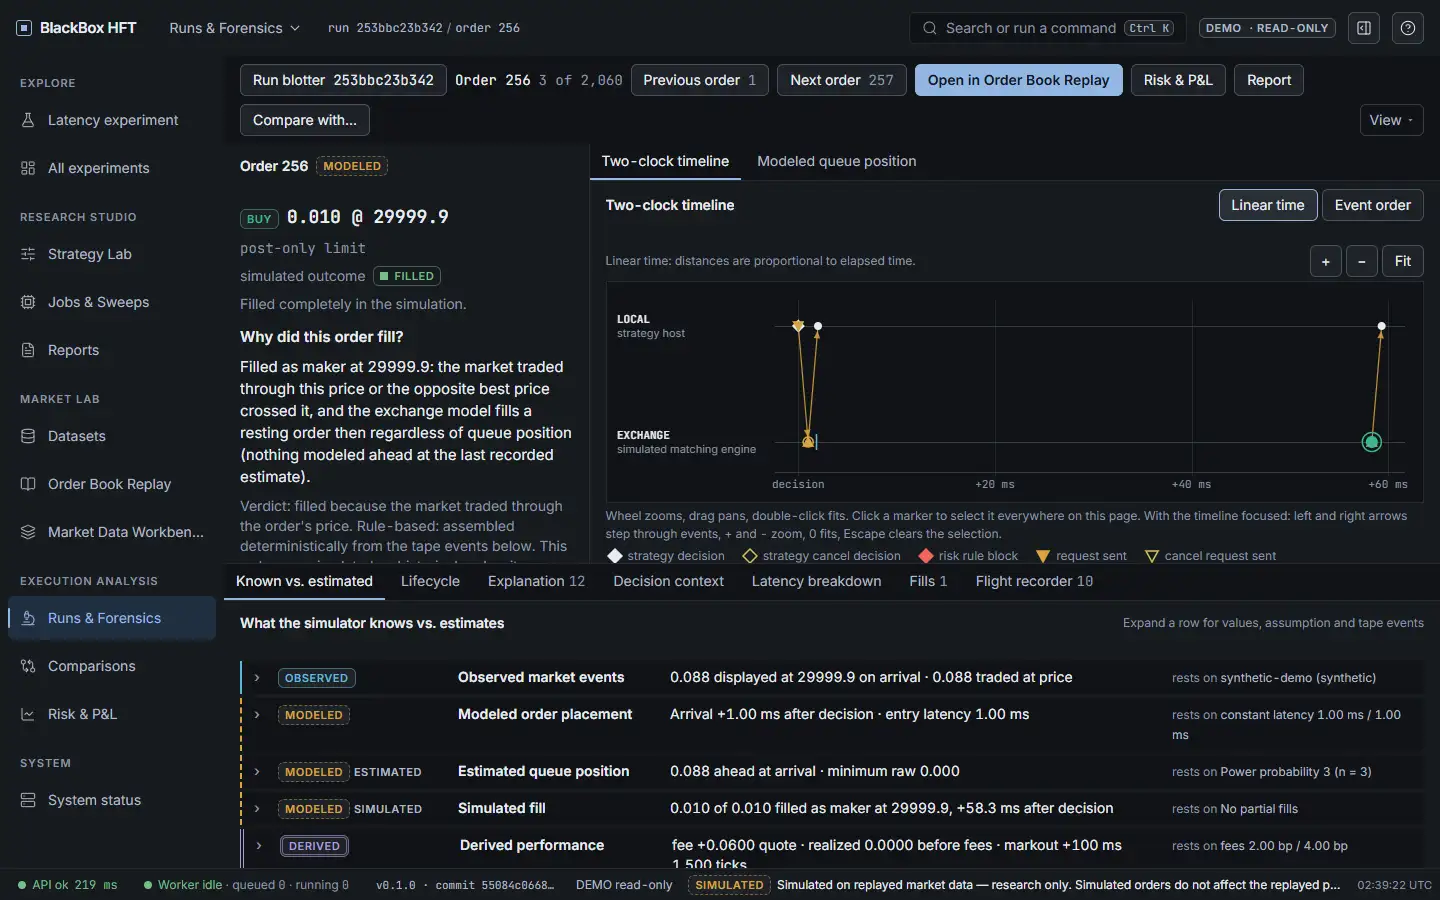 BlackBox HFT
Runs & Forensics
run 253bbc23b342 / order 256
Search or run a command Ctrl K
DEMO · READ-ONLY
EXPLORE
Latency experiment
All experiments
RESEARCH STUDIO
Strategy Lab
Jobs & Sweeps
Reports
MARKET LAB
Datasets
Order Book Replay
Market Data Workben...
EXECUTION ANALYSIS
Runs & Forensics
Comparisons
Risk & P&L
SYSTEM
System status
Run blotter 253bbc23b342
Order 256 3 of 2,060
Previous order 1
Next order 257
Open in Order Book Replay
Risk & P&L
Report
Compare with...
View
Order 256 MODELED
BUY 0.010 @ 29999.9
post-only limit
simulated outcome FILLED
Filled completely in the simulation.
Why did this order fill?
Filled as maker at 29999.9: the market traded
through this price or the opposite best price
crossed it, and the exchange model fills a
resting order then regardless of queue position
(nothing modeled ahead at the last recorded
estimate).
Verdict: filled because the market traded through
the order's price. Rule-based: assembled
deterministically from the tape events below. This
Two-clock timeline
Modeled queue position
Two-clock timeline
Linear time
Event order
Linear time: distances are proportional to elapsed time.
+
−
Fit
LOCAL
strategy host
EXCHANGE
simulated matching engine
decision
+20 ms
+40 ms
+60 ms
Wheel zooms, drag pans, double-click fits. Click a marker to select it everywhere on this page. With the timeline focused: left and right arrows
step through events, + and - zoom, 0 fits, Escape clears the selection.
strategy decision
strategy cancel decision
risk rule block
request sent
cancel request sent
Known vs. estimated
Lifecycle
Explanation 12
Decision context
Latency breakdown
Fills 1
Flight recorder 10
What the simulator knows vs. estimates
Expand a row for values, assumption and tape events
OBSERVED Observed market events 0.088 displayed at 29999.9 on arrival · 0.088 traded at price rests on synthetic-demo (synthetic)
MODELED Modeled order placement Arrival +1.00 ms after decision · entry latency 1.00 ms rests on constant latency 1.00 ms / 1.00
ms
MODELED ESTIMATED Estimated queue position 0.088 ahead at arrival · minimum raw 0.000 rests on Power probability 3 (n = 3)
MODELED SIMULATED Simulated fill 0.010 of 0.010 filled as maker at 29999.9, +58.3 ms after decision rests on No partial fills
DERIVED Derived performance fee +0.0600 quote · realized 0.0000 before fees · markout +100 ms rests on fees 2.00 bp / 4.00 bp
1.500 ticks
API ok 219 ms
Worker idle · queued 0 · running 0
v0.1.0 · commit 55084c0668…
DEMO read-only
SIMULATED Simulated on replayed market data — research only. Simulated orders do not affect the replayed p...
02:39:22 UTC